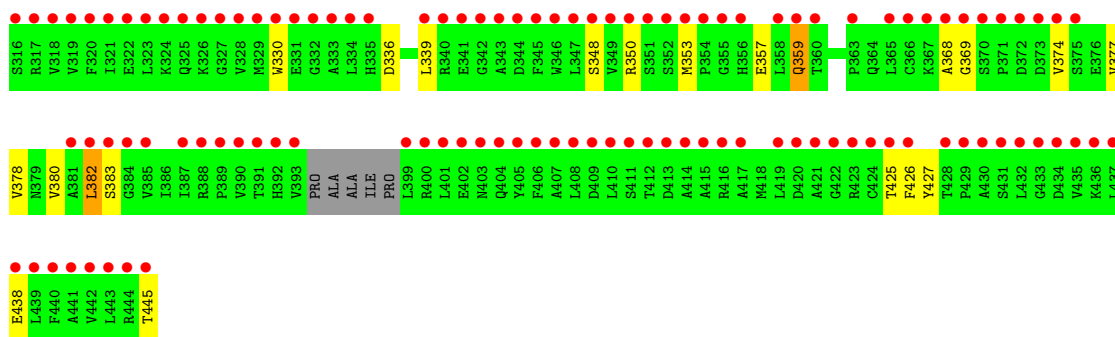 S316 R317 V318 V319 F320 I321 E322 L323 K324 Q325 K326 G327 V328 M329 W330 E331 G332 A333 L334 H335 D336 L339 R340 E341 G342 A343 D344 F345 W346 L347 S348 V349 R350 S351 S352 M353 P354 G355 H356 E357 L358 Q359 T360 P363 Q364 L365 C366 K367 A368 G369 S370 P371 D372 D373 V374 S375 E376
V378 N379 V380 A381 L382 S383 G384 V385 I386 I387 R388 P389 V390 T391 H392 V393 PRO ALA ALA ILE PRO L399 R400 L401 E402 N403 Q404 Y405 F406 A407 L408 D409 L410 S411 T412 D413 A414 A415 R416 A417 M418 L419 D420 A421 G422 R423 C424 T425 F426 Y427 T428 P429 A430 S431 L432 G433 D434 V435 K436 L437
E438 L439 F440 A441 V442 L443 R444 T445